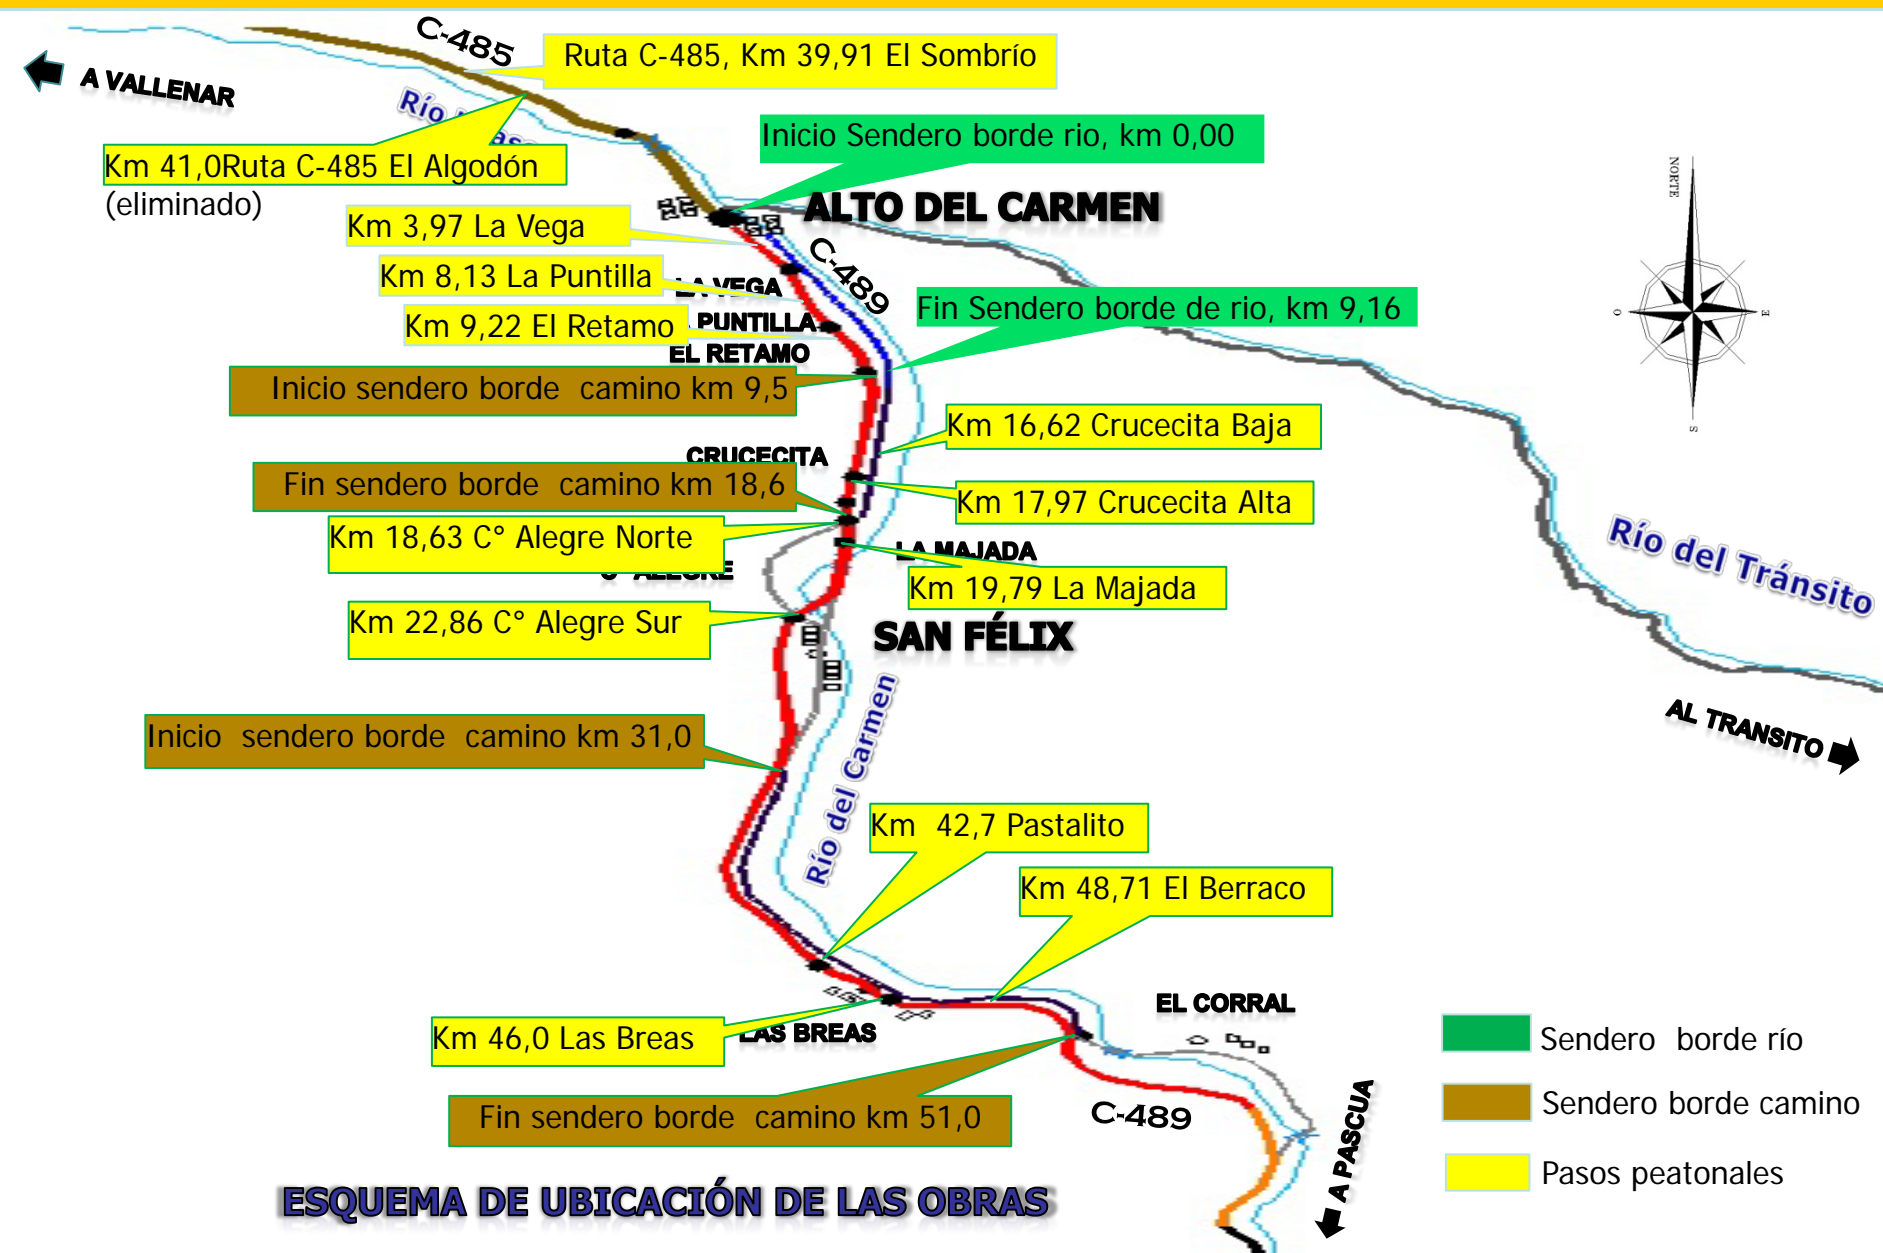 C-485
Ruta C-485, Km 39,91 El Sombrío
A VALLENAR
Río
Inicio Sendero borde rio, km 0,00
Km 41,0Ruta C-485 El Algodón
(eliminado)
NORTE
ALTO DEL CARMEN
Km 3,97 La Vega
C-489
Km 8,13 La Puntilla
LA VEGA
Fin Sendero borde de rio, km 9,16
Km 9,22 El Retamo
PUNTILLA
O
E
EL RETAMO
Inicio sendero borde camino km 9,5
Km 16,62 Crucecita Baja
S
CRUCECITA
Fin sendero borde camino km 18,6
Km 17,97 Crucecita Alta
Km 18,63 C° Alegre Norte
Río del Tránsito
LA MAJADA
C° ALEGRE
Km 19,79 La Majada
Km 22,86 C° Alegre Sur
SAN FÉLIX
Río del Carmen
AL TRANSITO
Inicio sendero borde camino km 31,0
Km 42,7 Pastalito
Km 48,71 El Berraco
EL CORRAL
Km 46,0 Las Breas
LAS BREAS
Sendero borde río
Fin sendero borde camino km 51,0
C-489
Sendero borde camino
A PASCUA
Pasos peatonales
ESQUEMA DE UBICACIÓN DE LAS OBRAS